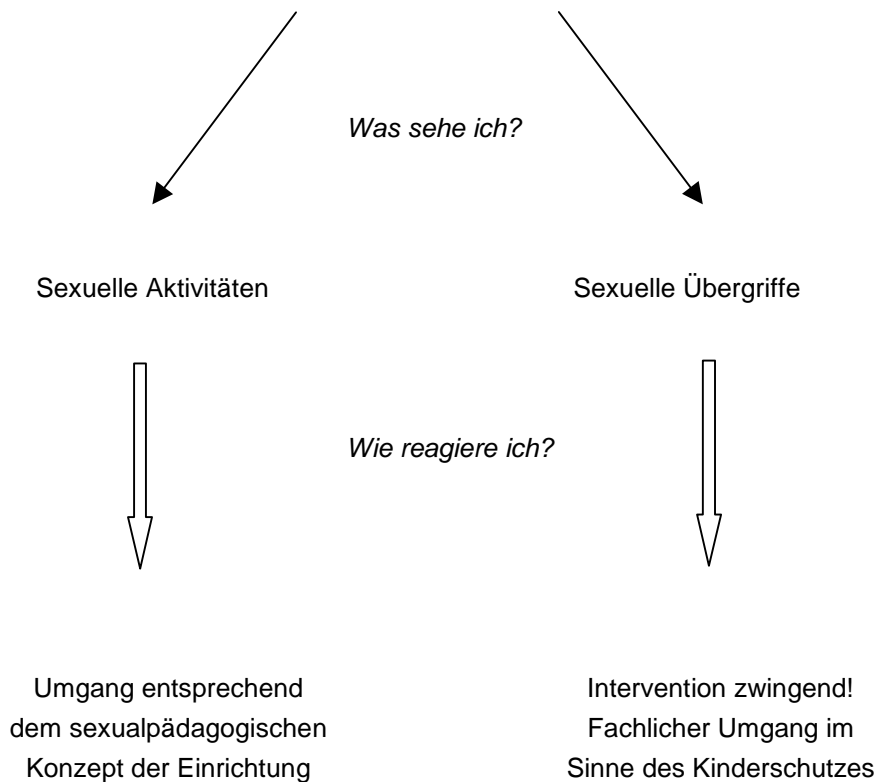 Was sehe ich?
Sexuelle Aktivitäten
Sexuelle Übergriffe
Wie reagiere ich?
Umgang entsprechend
dem sexualpädagogischen
Konzept der Einrichtung
Intervention zwingend!
Fachlicher Umgang im
Sinne des Kinderschutzes